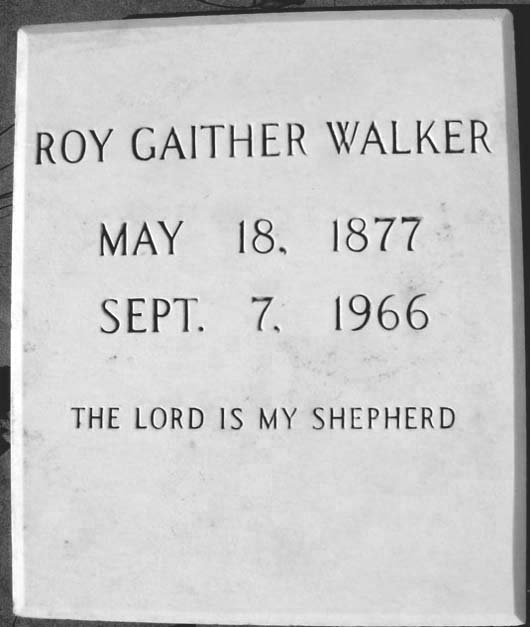 ROY GAITHER WALKER
MAY 18, 1877
SEPT. 7, 1966
THE LORD IS MY SHEPHERD